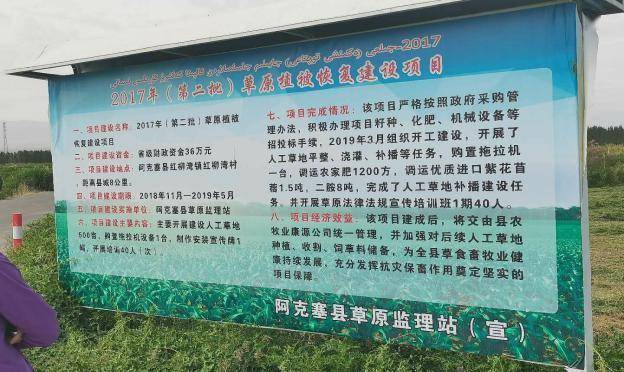 2017年（第二批）草原植被恢复建设项目
一、项目建设名称：2017年（第二批）草原植被
恢复建设项目
二、项目建设资金：省级财政资金36万元
三、项目建设地点：阿克塞县红柳湾镇红柳湾村
，距离县城8公里。
四、项目建设期限：2018年11月—2019年5月
五、项目建设实施单位：阿克塞县草原监理站
六、项目建设主要内容：主要开展建设人工草地
500亩，购置拖拉机设备1台，制作安装宣传牌1
幅，开展培训40人（次）
七、项目完成情况：该项目严格按照政府采购管
理办法，积极办理项目籽种、化肥、机械设备等
招投标手续，2019年3月组织开工建设，开展了
人工草地平整、浇灌、补播等任务，购置拖拉机
一台，调运农家肥1200方，调运优质进口紫花苜
蓿1.5吨，二胺8吨，完成了人工草地补播建设任
务。并开展草原法律法规宣传培训班1期40人。
八、项目经济效益：该项目建成后，将交由县农
牧业康源公司统一管理，并加强对后续人工草地
种植、收割、饲草料储备，为全县草食畜牧业健
康持续发展，充分发挥抗灾保畜作用奠定坚实的
项目保障。
阿克塞县草原监理站（宣）